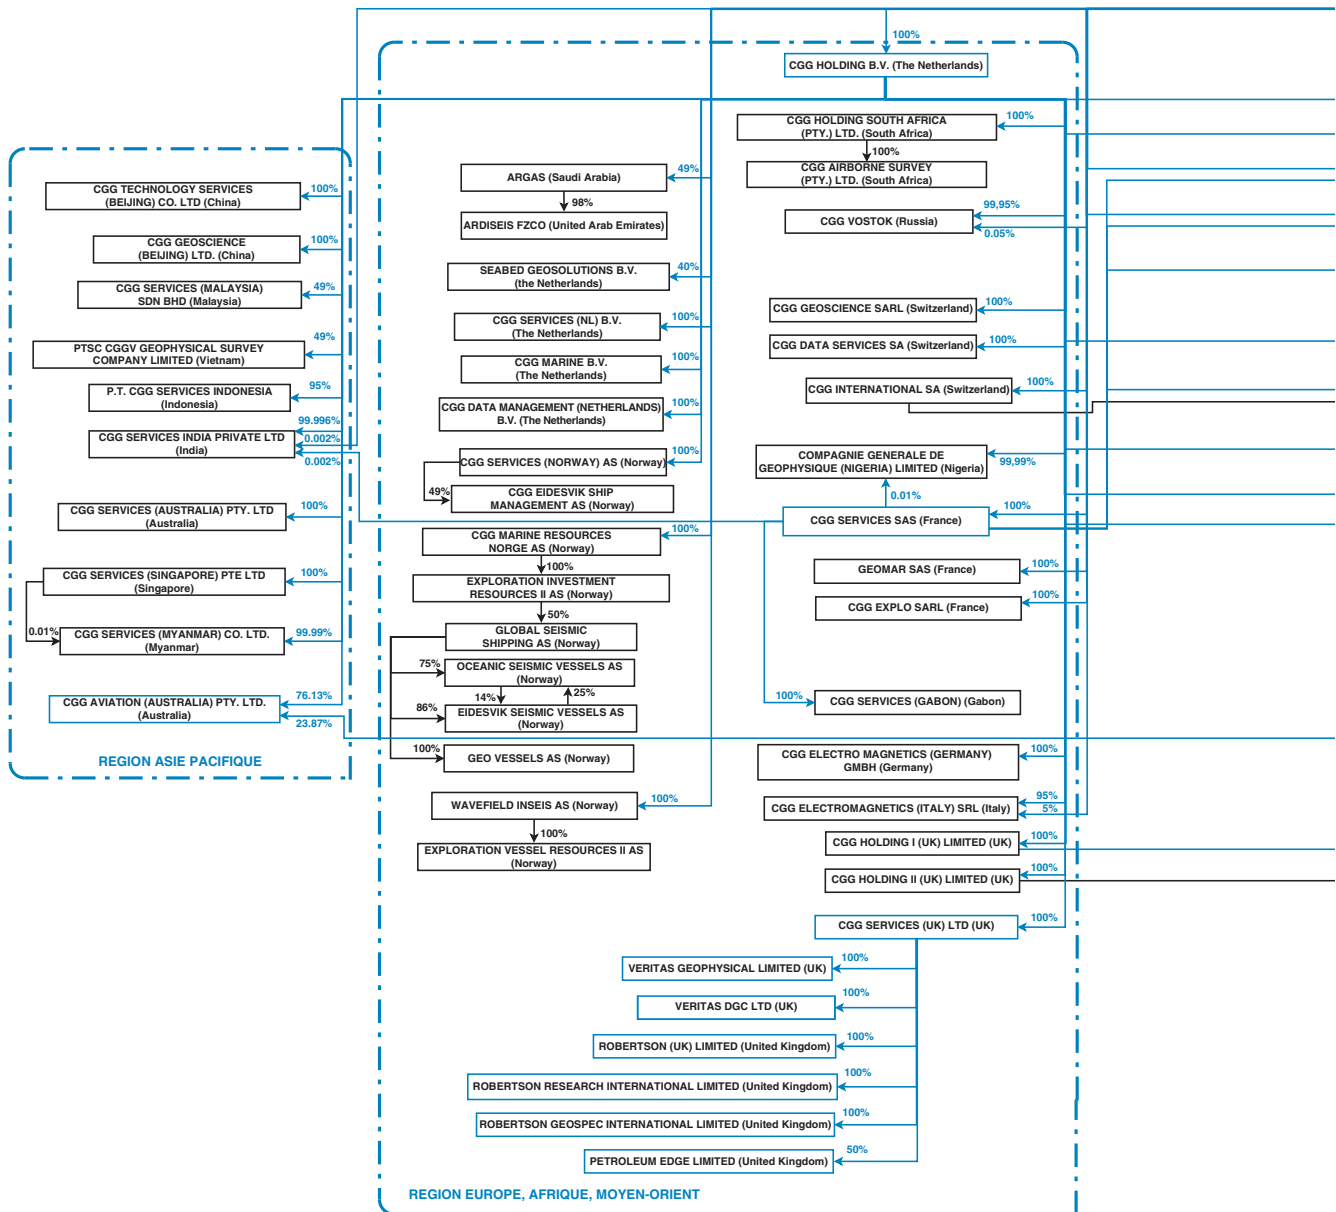 100%
CGG HOLDING B.V. (The Netherlands)
CGG TECHNOLOGY SERVICES
(BEIJING) CO. LTD (China)
100%
CGG GEOSCIENCE
(BEIJING) LTD. (China)
100%
CGG SERVICES (MALAYSIA)
SDN BHD (Malaysia)
49%
PTSC CGGV GEOPHYSICAL SURVEY
COMPANY LIMITED (Vietnam)
49%
P.T. CGG SERVICES INDONESIA
(Indonesia)
95%
99.996%
CGG SERVICES INDIA PRIVATE LTD
(India)
0.002%
0.002%
CGG SERVICES (AUSTRALIA) PTY. LTD
(Australia)
100%
CGG SERVICES (SINGAPORE) PTE LTD
(Singapore)
100%
0.01%
CGG SERVICES (MYANMAR) CO. LTD.
(Myanmar)
99.99%
CGG AVIATION (AUSTRALIA) PTY. LTD.
(Australia)
76.13%
23.87%
REGION ASIE PACIFIQUE
ARGAS (Saudi Arabia)
49%
98%
ARDISEIS FZCO (United Arab Emirates)
SEABED GEOSOLUTIONS B.V.
(the Netherlands)
40%
CGG SERVICES (NL) B.V.
(The Netherlands)
100%
CGG MARINE B.V.
(The Netherlands)
100%
CGG DATA MANAGEMENT (NETHERLANDS)
B.V. (The Netherlands)
100%
CGG SERVICES (NORWAY) AS (Norway)
100%
49%
CGG EIDESVIK SHIP
MANAGEMENT AS (Norway)
CGG MARINE RESOURCES
NORGE AS (Norway)
100%
100%
EXPLORATION INVESTMENT
RESOURCES II AS (Norway)
50%
GLOBAL SEISMIC
SHIPPING AS (Norway)
75%
OCEANIC SEISMIC VESSELS AS
(Norway)
14%
25%
86%
EIDESVIK SEISMIC VESSELS AS
(Norway)
100%
GEO VESSELS AS (Norway)
WAVEFIELD INSEIS AS (Norway)
100%
100%
EXPLORATION VESSEL RESOURCES II AS
(Norway)
CGG HOLDING SOUTH AFRICA
(PTY.) LTD. (South Africa)
100%
100%
CGG AIRBORNE SURVEY
(PTY.) LTD. (South Africa)
CGG VOSTOK (Russia)
99,95%
0.05%
CGG GEOSCIENCE SARL (Switzerland)
100%
CGG DATA SERVICES SA (Switzerland)
100%
CGG INTERNATIONAL SA (Switzerland)
100%
COMPAGNIE GENERALE DE
GEOPHYSIQUE (NIGERIA) LIMITED (Nigeria)
99,99%
0.01%
CGG SERVICES SAS (France)
100%
GEOMAR SAS (France)
100%
CGG EXPLO SARL (France)
100%
100%
CGG SERVICES (GABON) (Gabon)
CGG ELECTRO MAGNETICS (GERMANY)
GMBH (Germany)
100%
CGG ELECTROMAGNETICS (ITALY) SRL (Italy)
95%
5%
CGG HOLDING I (UK) LIMITED (UK)
100%
CGG HOLDING II (UK) LIMITED (UK)
100%
CGG SERVICES (UK) LTD (UK)
100%
VERITAS GEOPHYSICAL LIMITED (UK)
100%
VERITAS DGC LTD (UK)
100%
ROBERTSON (UK) LIMITED (United Kingdom)
100%
ROBERTSON RESEARCH INTERNATIONAL LIMITED (United Kingdom)
100%
ROBERTSON GEOSPEC INTERNATIONAL LIMITED (United Kingdom)
100%
PETROLEUM EDGE LIMITED (United Kingdom)
50%
REGION EUROPE, AFRIQUE, MOYEN-ORIENT